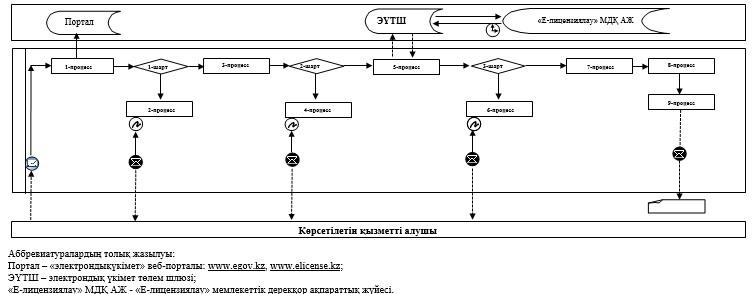 Портал
ЭҮТШ
«Е-лицензиялау» МДҚ АЖ
1-процесс
1-шарт
3-процесс
2-шарт
5-процесс
3-шарт
7-процесс
8-процесс
2-процесс
4-процесс
6-процесс
9-процесс
Көрсетілетін қызметті алушы
Аббревиатуралардың толық жазылуы:
Портал – «электрондықүкімет» веб-порталы: www.egov.kz, www.elicense.kz;
ЭҮТШ – электрондық үкімет төлем шлюзі;
«Е-лицензиялау» МДҚ АЖ - «Е-лицензиялау» мемлекеттік дерекқор ақпараттық жүйесі.